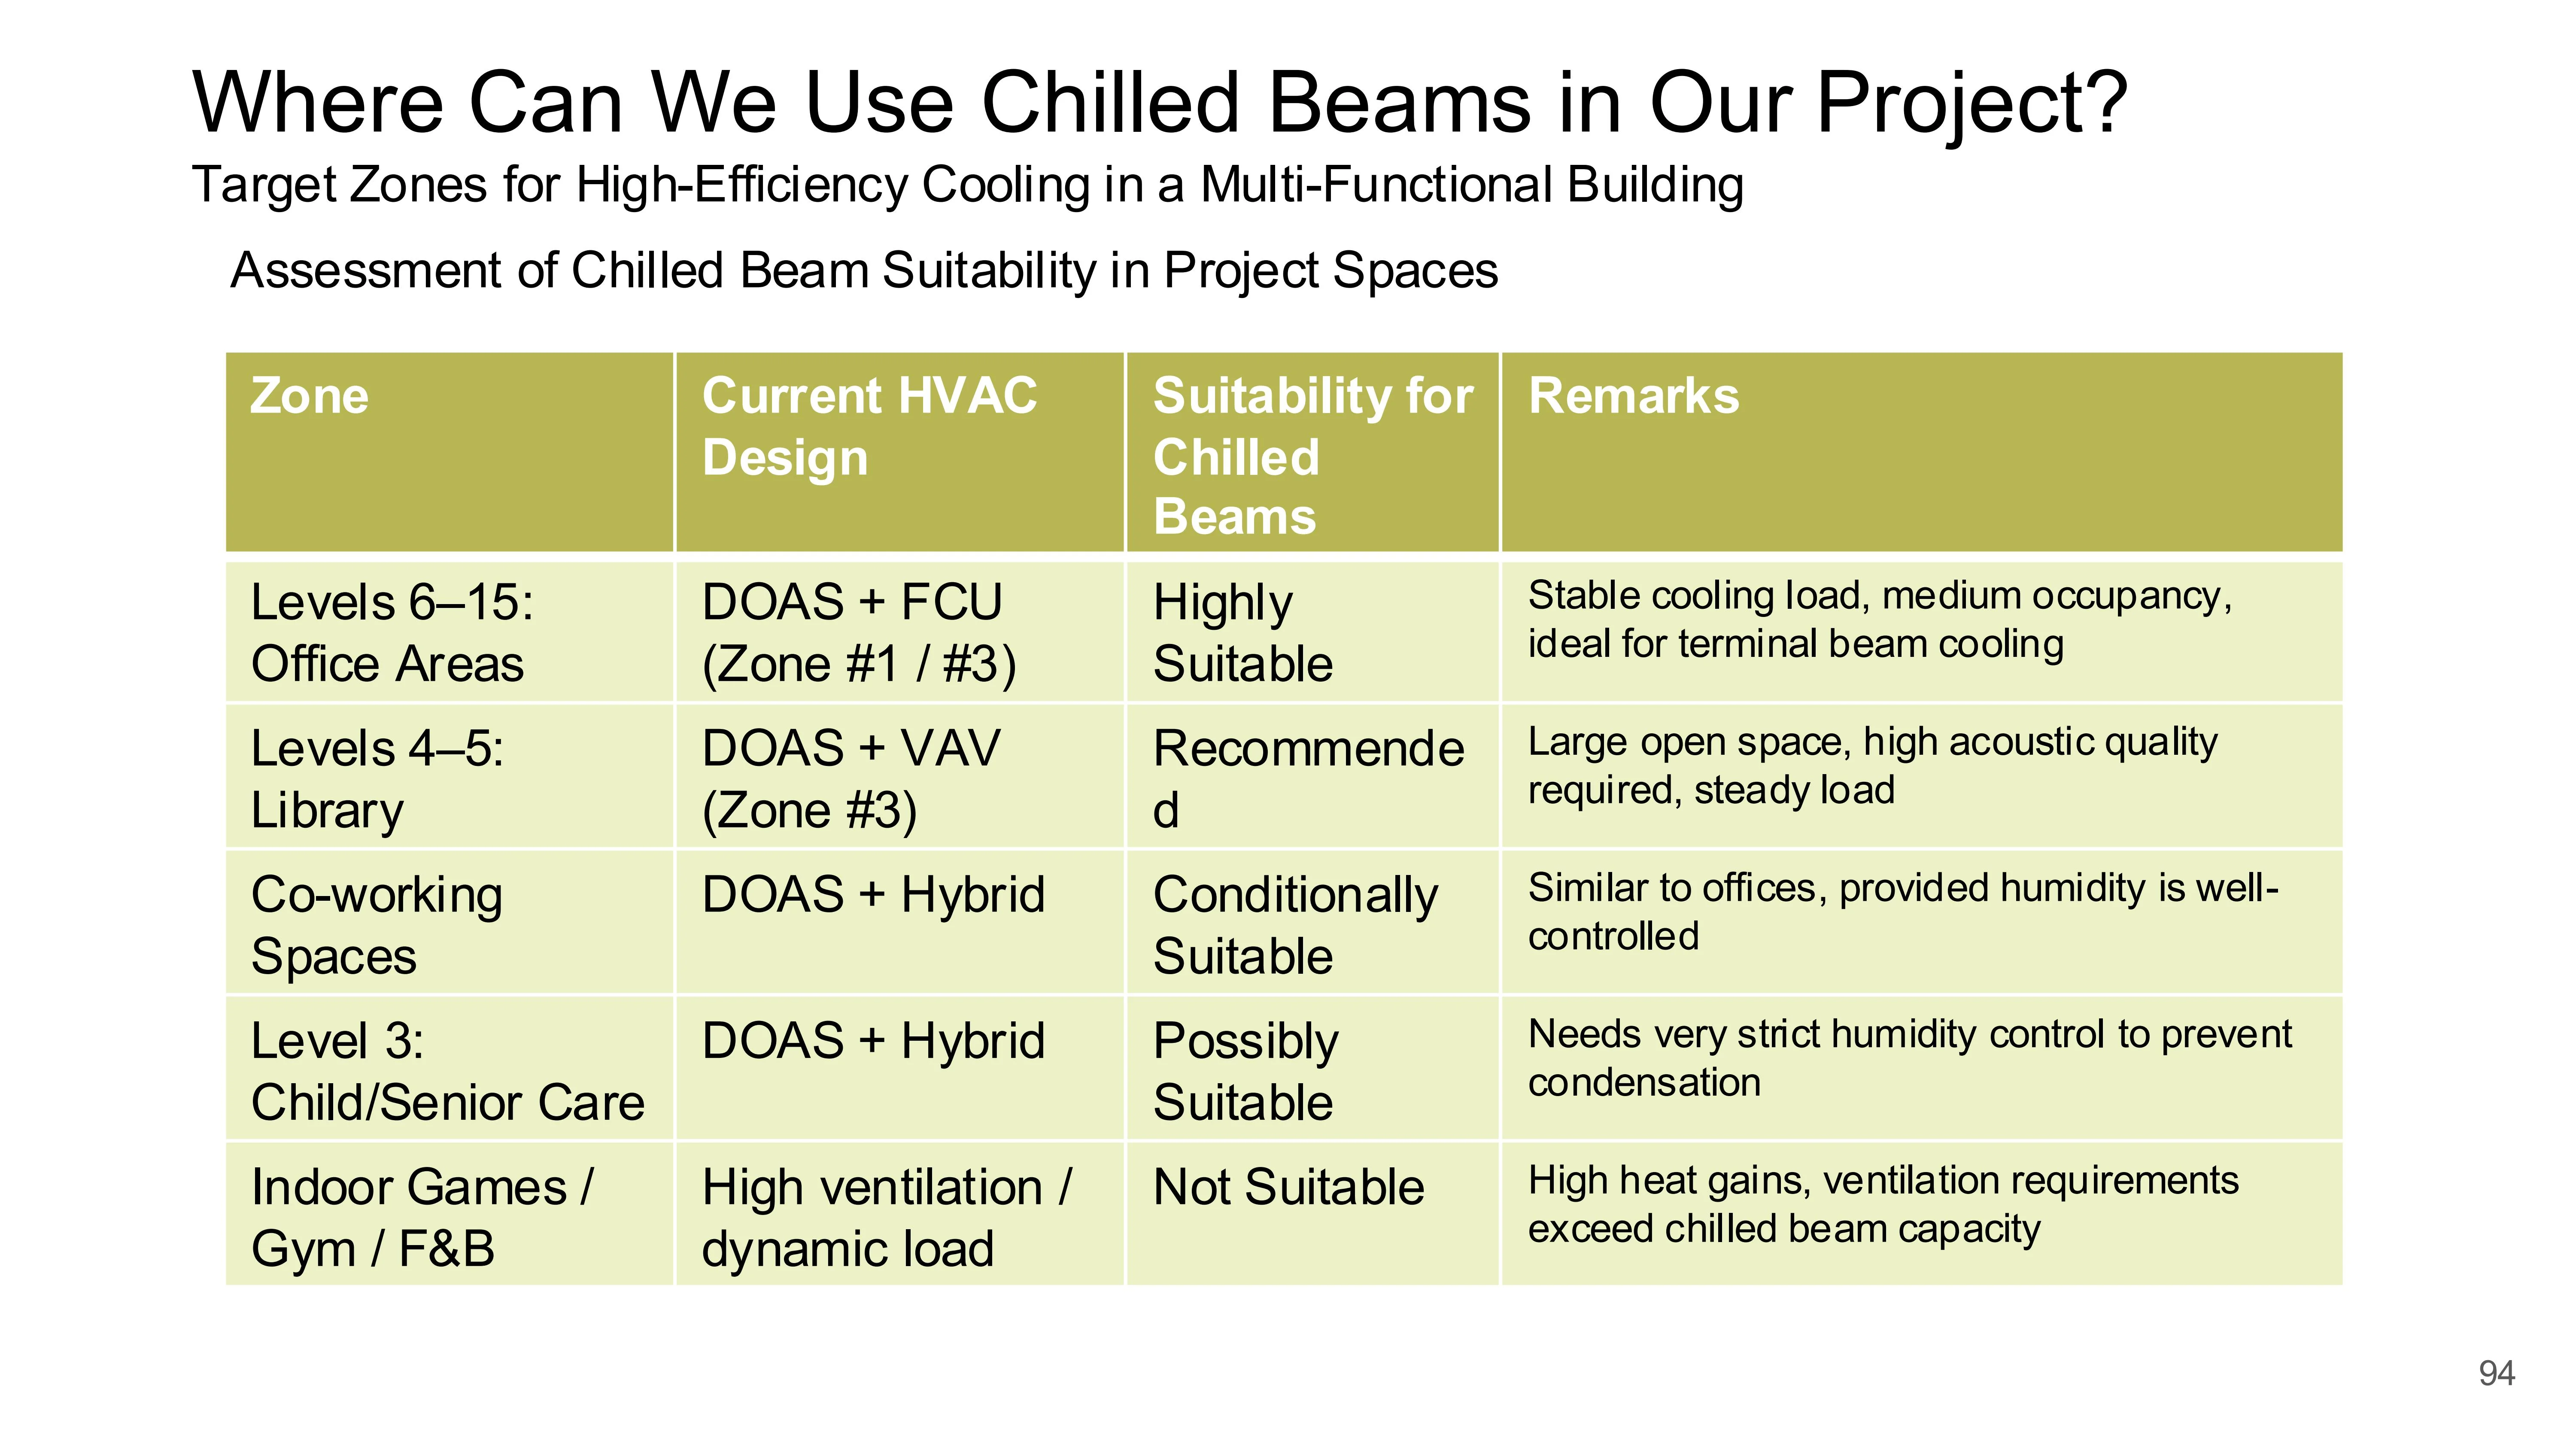 Where Can We Use Chilled Beams in Our Project?
Target Zones for High-Efficiency Cooling in a Multi-Functional Building
Assessment of Chilled Beam Suitability in Project Spaces
Zone
Current HVAC
Design
Suitability for
Chilled
Beams
Remarks
Levels 6–15:
Office Areas
DOAS + FCU
(Zone #1 / #3)
Highly
Suitable
Stable cooling load, medium occupancy,
ideal for terminal beam cooling
Levels 4–5:
Library
DOAS + VAV
(Zone #3)
Recommende
d
Large open space, high acoustic quality
required, steady load
Co-working
Spaces
DOAS + Hybrid
Conditionally
Suitable
Similar to offices, provided humidity is well-
controlled
Level 3:
Child/Senior Care
DOAS + Hybrid
Possibly
Suitable
Needs very strict humidity control to prevent
condensation
Indoor Games /
Gym / F&B
High ventilation /
dynamic load
Not Suitable
High heat gains, ventilation requirements
exceed chilled beam capacity
94